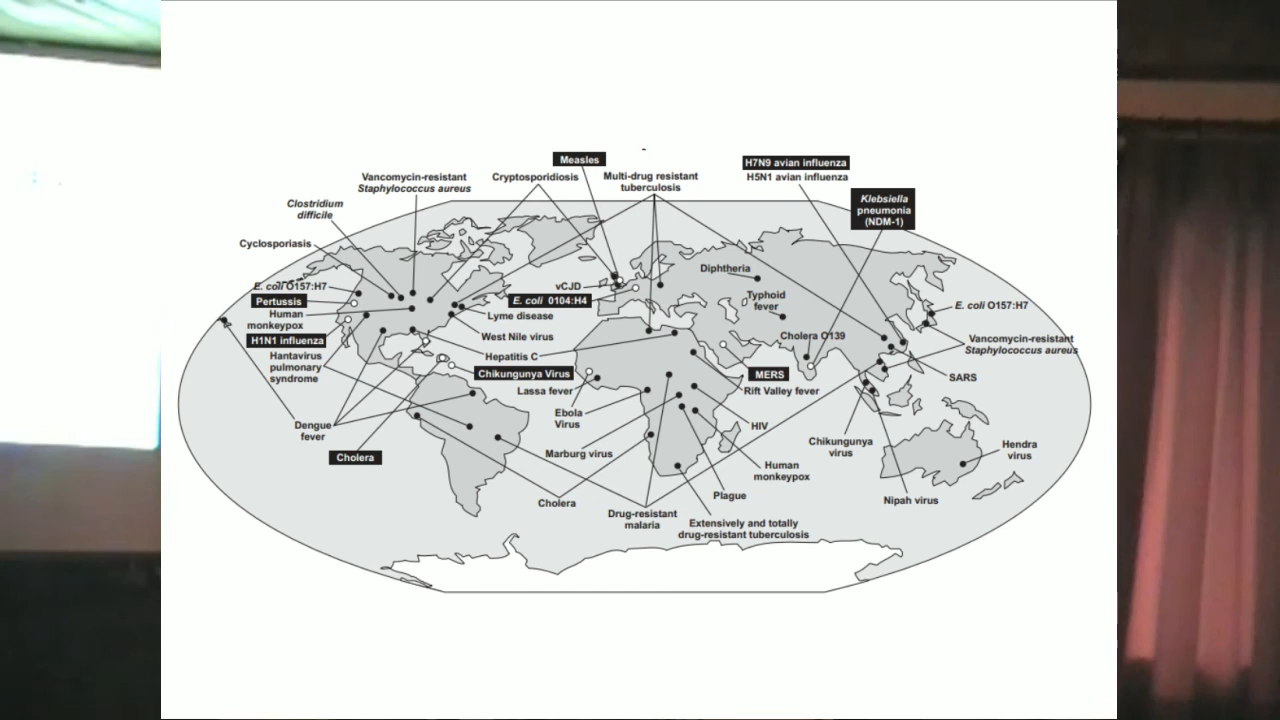 Measles
H7N9 avian influenza
Vancomycin-resistant
Staphylococcus aureus
Cryptosporidiosis
Multi-drug resistant
tuberculosis
H5N1 avian influenza
Klebsiella
pneumonia
(NDM-1)
Clostridium
difficile
Cyclosporiasis
Diphtheria
E. coli O157:H7
vCJD
Typhoid
fever
Pertussis
E. coli 0104:H4
E. coli O157:H7
Human
monkeypox
Lyme disease
H1N1 influenza
West Nile virus
Cholera O139
Vancomycin-resistant
Staphylococcus aureus
Hantavirus
pulmonary
syndrome
Hepatitis C
Chikungunya Virus
MERS
SARS
Lassa fever
Rift Valley fever
Ebola
Virus
Dengue
fever
HIV
Cholera
Marburg virus
Chikungunya
virus
Hendra
virus
Human
monkeypox
Cholera
Plague
Nipah virus
Drug-resistant
malaria
Extensively and totally
drug-resistant tuberculosis